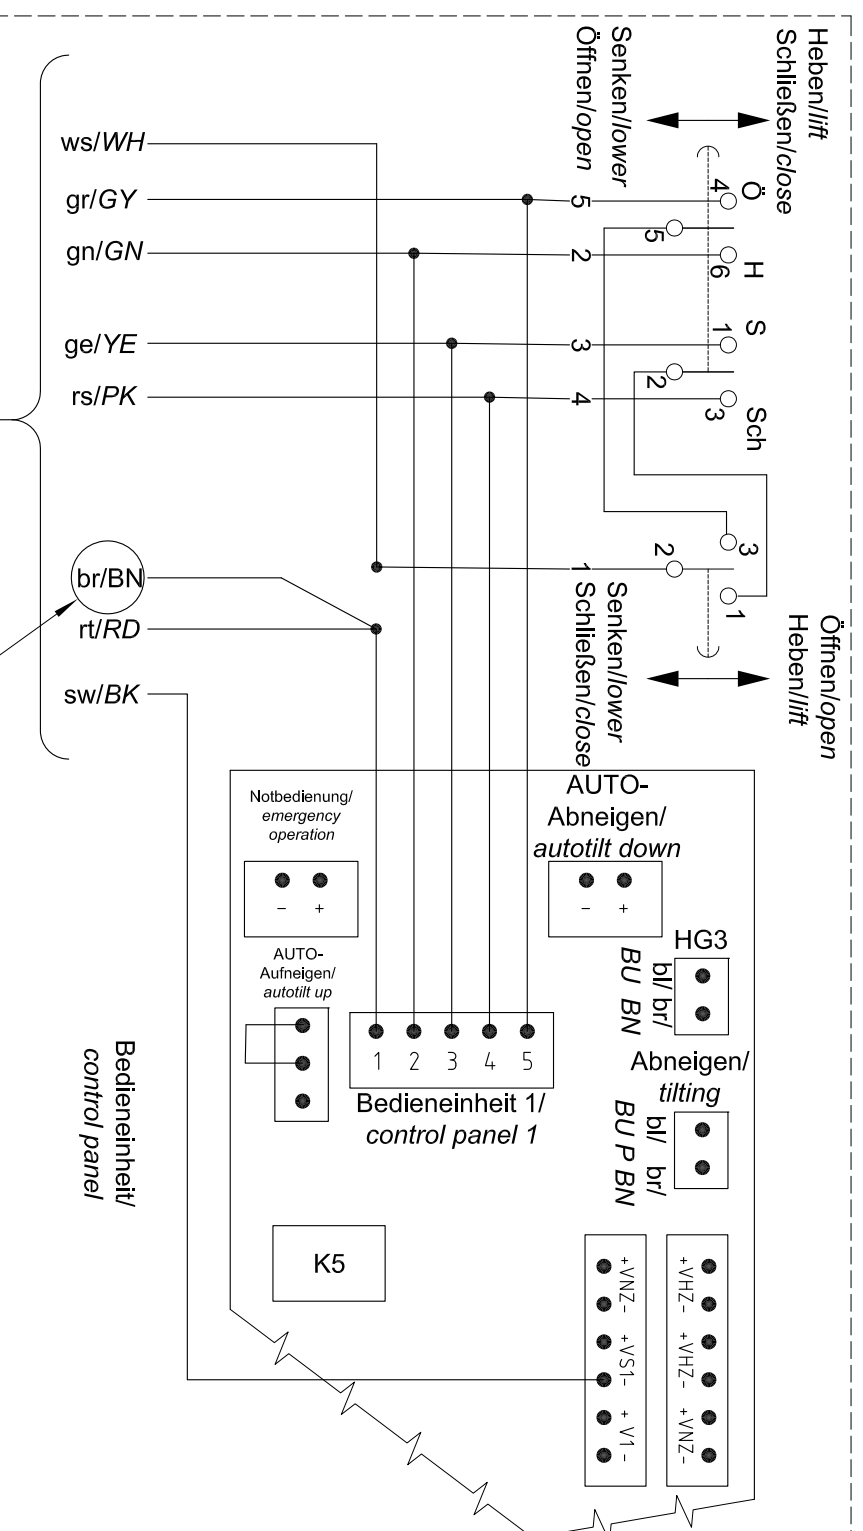 Heben/lift
Schließen/close
Senken/lower
Öffnen/open
ws/WH
gr/GY
5
4
Ö
5
gn/GN
2
6
H
ge/YE
3
1
S
2
rs/PK
4
3
Sch
br/BN
1
2
3
1
rt/RD
sw/BK
Senken/lower
Schließen/close
Öffnen/open
Heben/lift
Notbedienung/
emergency
operation
- +
AUTO-
Abneigen/
autotilt down
- +
AUTO-
Aufneigen/
autotilt up
HG3
bl/ br/
BU BN
1 2 3 4 5
Bedieneinheit 1/
control panel 1
Abneigen/
tilting
bl/ br/
BU P BN
Bedieneinheit/
control panel
K5
+VNZ- +VS1- + V1 -
+VHZ- +VHZ- +VNZ-